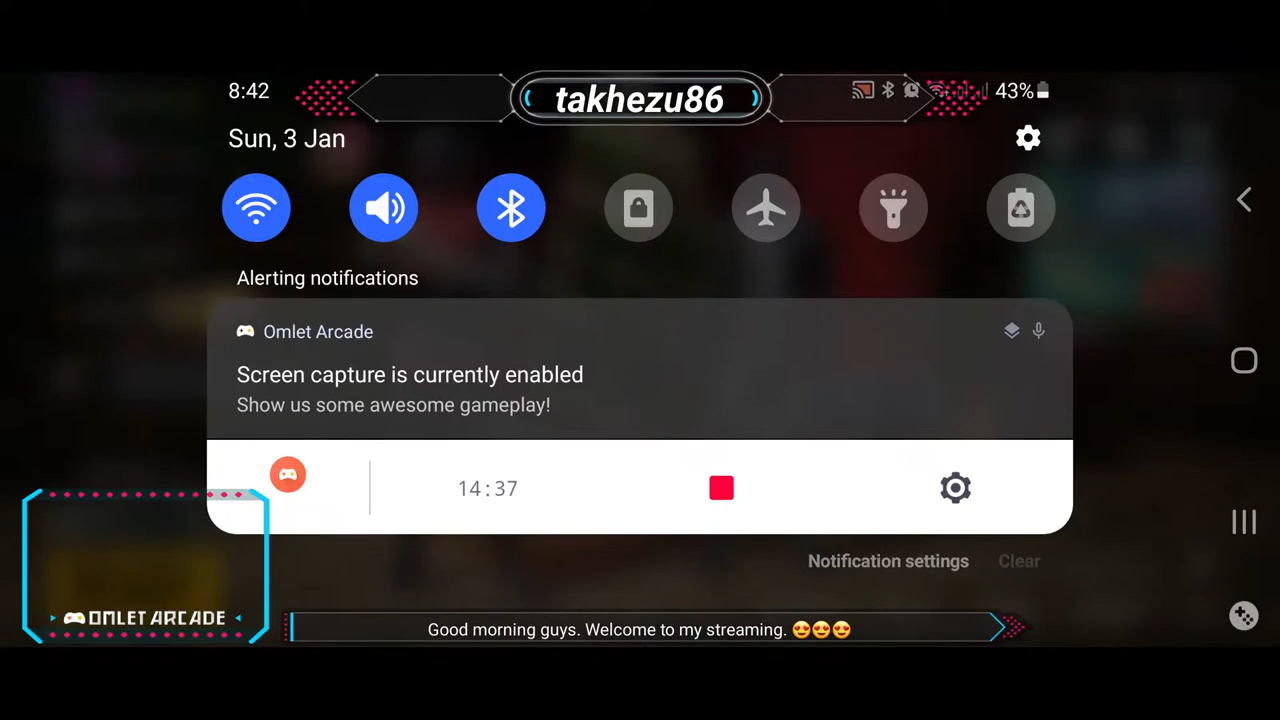 8:42
takhezu86
43%
Sun, 3 Jan
Alerting notifications
Omlet Arcade
Screen capture is currently enabled
Show us some awesome gameplay!
14:37
Notification settings
Clear
OMLET ARCADE
Good morning guys. Welcome to my streaming. 😍😍😍